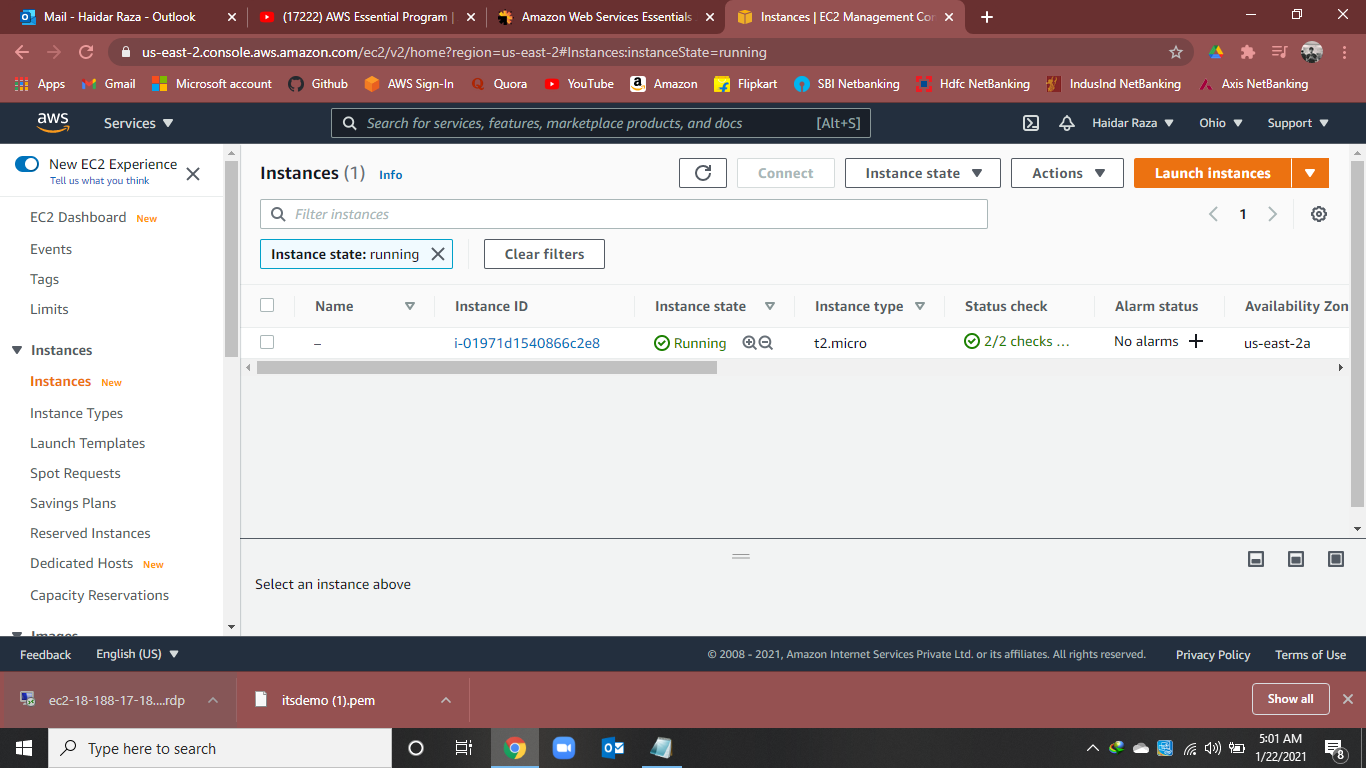 Mail - Haidar Raza - Outlook
(17222) AWS Essential Program |
Amazon Web Services Essentials
Instances | EC2 Management Con
us-east-2.console.aws.amazon.com/ec2/v2/home?region=us-east-2#Instances:instanceState=running
Apps
Gmail
Microsoft account
Github
AWS Sign-In
Quora
YouTube
Amazon
Flipkart
SBI Netbanking
Hdfc NetBanking
IndusInd NetBanking
Axis NetBanking
aws
Services
Search for services, features, marketplace products, and docs
[Alt+S]
Haidar Raza
Ohio
Support
New EC2 Experience
Tell us what you think
EC2 Dashboard New
Events
Tags
Limits
Instances
Instances New
Instance Types
Launch Templates
Spot Requests
Savings Plans
Reserved Instances
Dedicated Hosts New
Capacity Reservations
Images
Instances (1) Info
Connect
Instance state
Actions
Launch instances
Filter instances
1
Instance state: running
Clear filters
Name
Instance ID
Instance state
Instance type
Status check
Alarm status
Availability Zon
–
i-01971d1540866c2e8
Running
t2.micro
2/2 checks ...
No alarms +
us-east-2a
Select an instance above
Feedback
English (US)
© 2008 - 2021, Amazon Internet Services Private Ltd. or its affiliates. All rights reserved.
Privacy Policy
Terms of Use
ec2-18-188-17-18....rdp
itsdemo (1).pem
Show all
Type here to search
5:01 AM
1/22/2021
8